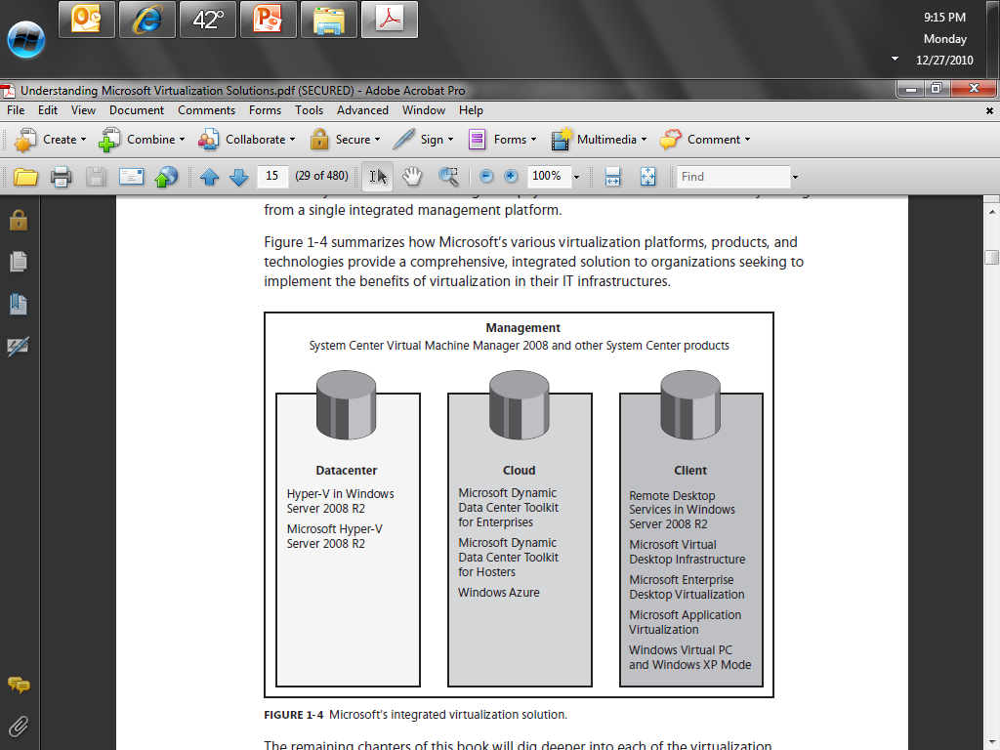 42°
9:15 PM
Monday
12/27/2010
Understanding Microsoft Virtualization Solutions.pdf (SECURED) - Adobe Acrobat Pro
File Edit View Document Comments Forms Tools Advanced Window Help
Create Combine Collaborate Secure Sign Forms Multimedia Comment
15 (29 of 480) 100% Find
from a single integrated management platform.
Figure 1-4 summarizes how Microsoft's various virtualization platforms, products, and
technologies provide a comprehensive, integrated solution to organizations seeking to
implement the benefits of virtualization in their IT infrastructures.
Management
System Center Virtual Machine Manager 2008 and other System Center products
Datacenter
Hyper-V in Windows
Server 2008 R2
Microsoft Hyper-V
Server 2008 R2
Cloud
Microsoft Dynamic
Data Center Toolkit
for Enterprises
Microsoft Dynamic
Data Center Toolkit
for Hosters
Windows Azure
Client
Remote Desktop
Services in Windows
Server 2008 R2
Microsoft Virtual
Desktop Infrastructure
Microsoft Enterprise
Desktop Virtualization
Microsoft Application
Virtualization
Windows Virtual PC
and Windows XP Mode
FIGURE 1-4 Microsoft's integrated virtualization solution.
The remaining chapters of this book will dig deeper into each of the virtualization